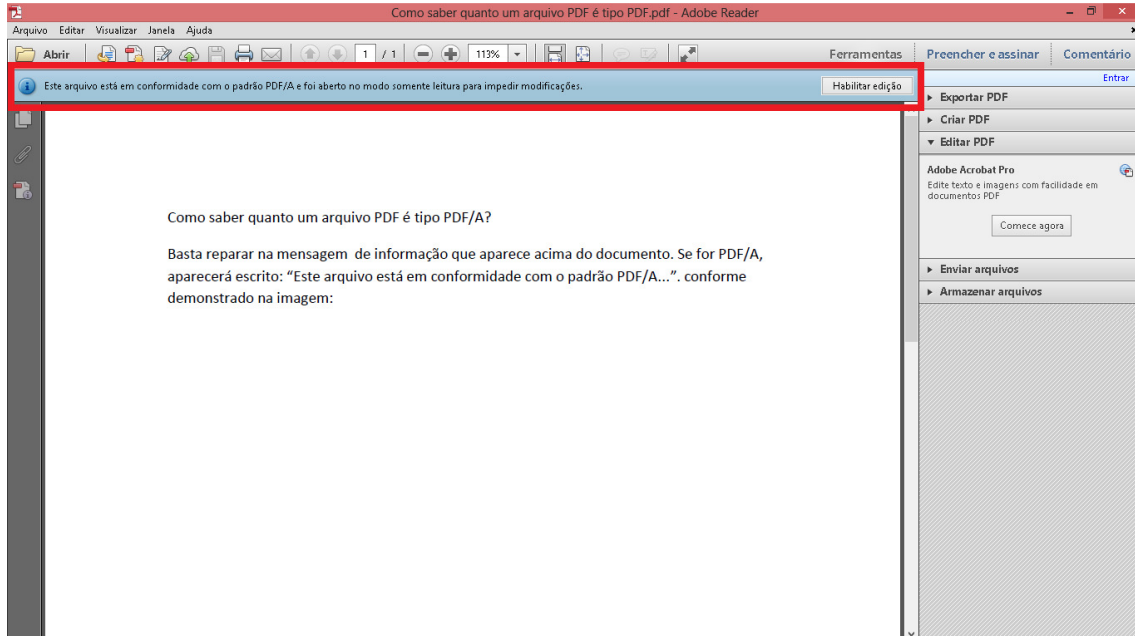 Como saber quanto um arquivo PDF é tipo PDF.pdf - Adobe Reader
Arquivo Editar Visualizar Janela Ajuda
Abrir 1 / 1 113% Ferramentas Preencher e assinar Comentário
Este arquivo está em conformidade com o padrão PDF/A e foi aberto no modo somente leitura para impedir modificações. Habilitar edição
Entrar
Exportar PDF
Criar PDF
Editar PDF
Adobe Acrobat Pro
Edite texto e imagens com facilidade em
documentos PDF
Comece agora
Enviar arquivos
Armazenar arquivos
Como saber quanto um arquivo PDF é tipo PDF/A?
Basta reparar na mensagem de informação que aparece acima do documento. Se for PDF/A,
aparecerá escrito: “Este arquivo está em conformidade com o padrão PDF/A...”. conforme
demonstrado na imagem: